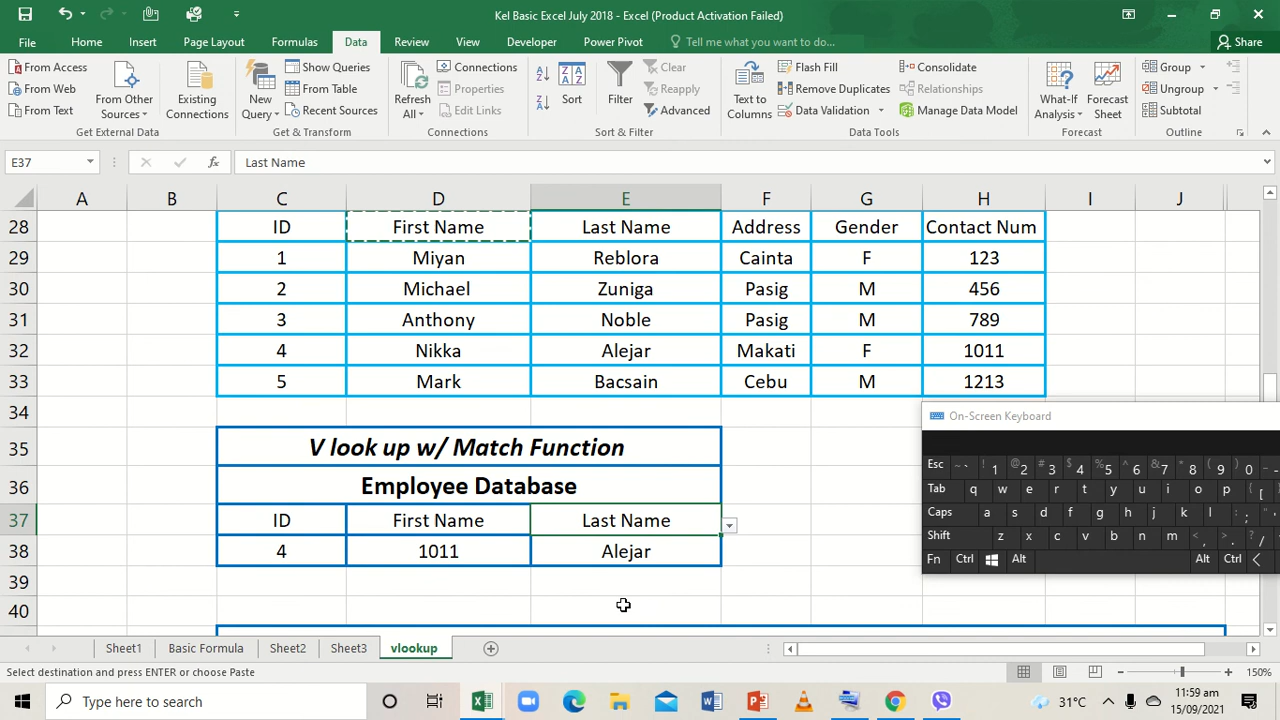 Kel Basic Excel July 2018 - Excel (Product Activation Failed)
File Home Insert Page Layout Formulas Data Review View Developer Power Pivot Tell me what you want to do... Share
From Access
From Web
From Text
From Other Sources
Existing Connections
Get External Data
New Query
Show Queries
From Table
Recent Sources
Get & Transform
Refresh All
Connections
Properties
Edit Links
Connections
Sort
Filter
Clear
Reapply
Advanced
Sort & Filter
Text to Columns
Flash Fill
Remove Duplicates
Data Validation
Consolidate
Relationships
Manage Data Model
Data Tools
What-If Analysis
Forecast Sheet
Forecast
Group
Ungroup
Subtotal
Outline
E37 fx Last Name
A B C D E F G H I J
28 ID First Name Last Name Address Gender Contact Num
29 1 Miyan Reblora Cainta F 123
30 2 Michael Zuniga Pasig M 456
31 3 Anthony Noble Pasig M 789
32 4 Nikka Alejar Makati F 1011
33 5 Mark Bacsain Cebu M 1213
34
35 V look up w/ Match Function
36 Employee Database
37 ID First Name Last Name
38 4 1011 Alejar
39
40
On-Screen Keyboard
Esc ~ ` ! 1 @ 2 # 3 $ 4 % 5 ^ 6 & 7 * 8 ( 9 ) 0 _ -
Tab q w e r t y u i o p { [
Caps a s d f g h j k l : ; " '
Shift z x c v b n m < , > . ? / ^
Fn Ctrl Alt Alt Ctrl <
Sheet1 Basic Formula Sheet2 Sheet3 vlookup
Select destination and press ENTER or choose Paste 150%
Type here to search 31°C 11:59 am
15/09/2021